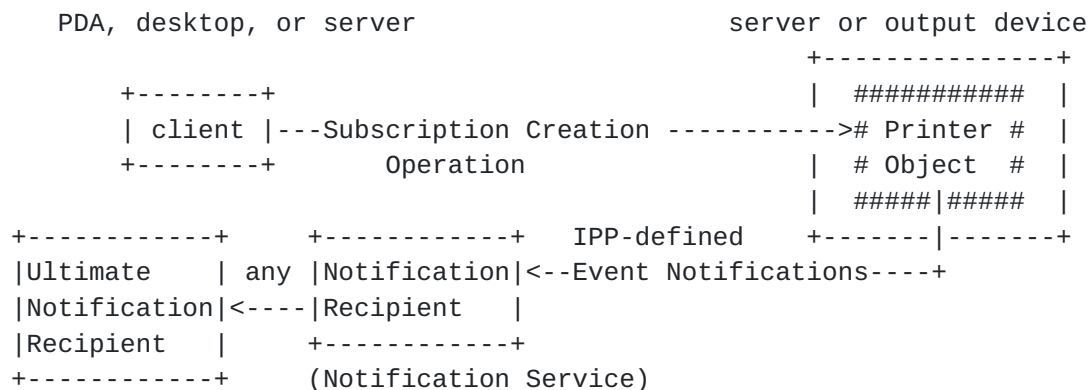 PDA, desktop, or server                    server or output device
                                                  +---------------+
       +--------+                                 |  ###########  |
       | client |---Subscription Creation -----------># Printer #  |
       +--------+       Operation                 |  # Object  #  |
                                                  |  #####|#####  |
+------------+     +------------+   IPP-defined   +-------|-------+
|Ultimate    | any |Notification|<--Event Notifications----+
|Notification|<----|Recipient   |
|Recipient   |     +------------+
+------------+     (Notification Service)